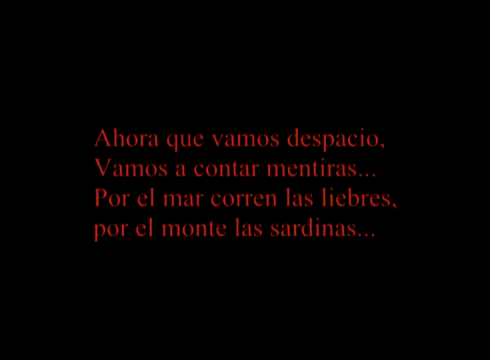 Ahora que vamos despacio,
Vamos a contar mentiras...
Por el mar corren las liebres,
por el monte las sardinas...